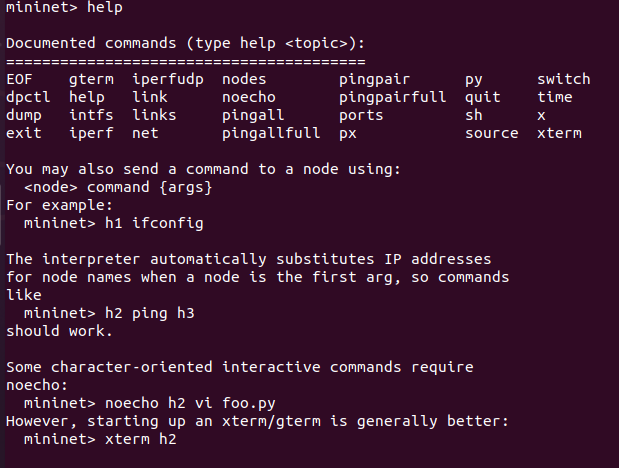 mininet> help
Documented commands (type help <topic>):
========================================
EOF    gterm  iperfudp  nodes        pingpair      py      switch
dpctl  help   link      noecho       pingpairfull  quit    time
dump   intfs  links     pingall      ports         sh      x
exit   iperf  net       pingallfull  px            source  xterm
You may also send a command to a node using:
  <node> command {args}
For example:
  mininet> h1 ifconfig
The interpreter automatically substitutes IP addresses
for node names when a node is the first arg, so commands
like
  mininet> h2 ping h3
should work.
Some character-oriented interactive commands require
noecho:
  mininet> noecho h2 vi foo.py
However, starting up an xterm/gterm is generally better:
  mininet> xterm h2